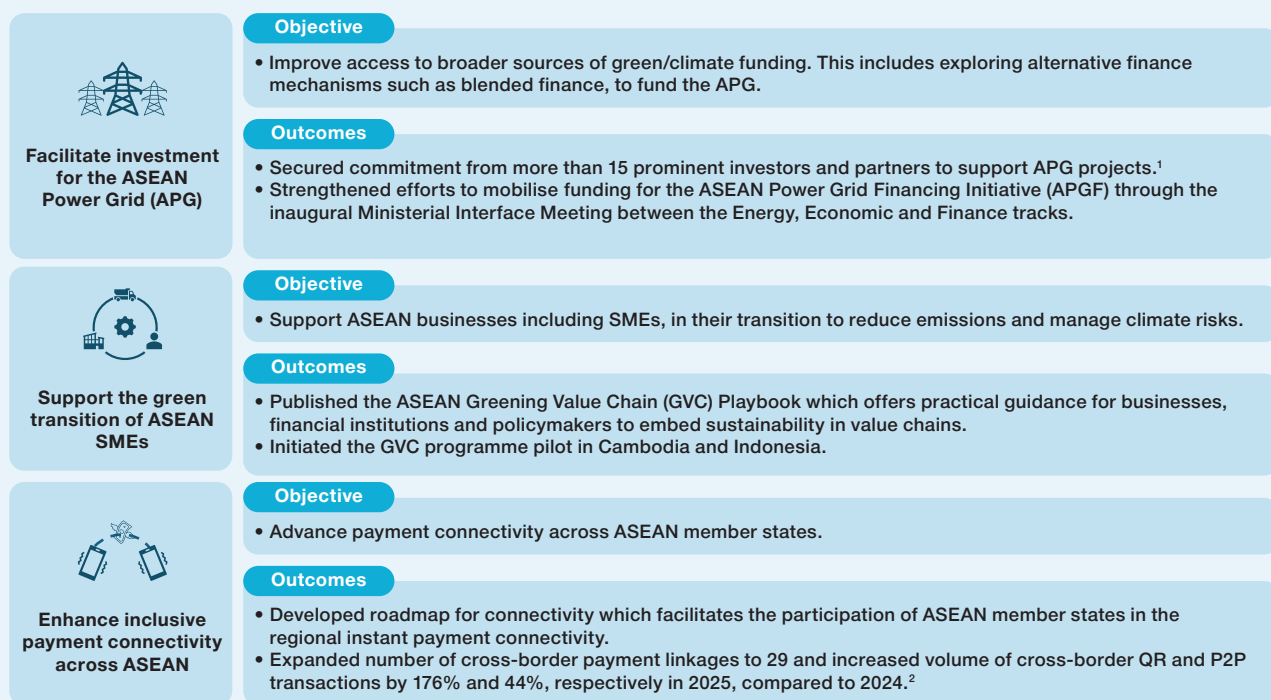 Facilitate investment
for the ASEAN
Power Grid (APG)
Objective
• Improve access to broader sources of green/climate funding. This includes exploring alternative finance
mechanisms such as blended finance, to fund the APG.
Outcomes
• Secured commitment from more than 15 prominent investors and partners to support APG projects.¹
• Strengthened efforts to mobilise funding for the ASEAN Power Grid Financing Initiative (APGF) through the
inaugural Ministerial Interface Meeting between the Energy, Economic and Finance tracks.
Support the green
transition of ASEAN
SMEs
Objective
• Support ASEAN businesses including SMEs, in their transition to reduce emissions and manage climate risks.
Outcomes
• Published the ASEAN Greening Value Chain (GVC) Playbook which offers practical guidance for businesses,
financial institutions and policymakers to embed sustainability in value chains.
• Initiated the GVC programme pilot in Cambodia and Indonesia.
Enhance inclusive
payment connectivity
across ASEAN
Objective
• Advance payment connectivity across ASEAN member states.
Outcomes
• Developed roadmap for connectivity which facilitates the participation of ASEAN member states in the
regional instant payment connectivity.
• Expanded number of cross-border payment linkages to 29 and increased volume of cross-border QR and P2P
transactions by 176% and 44%, respectively in 2025, compared to 2024.²